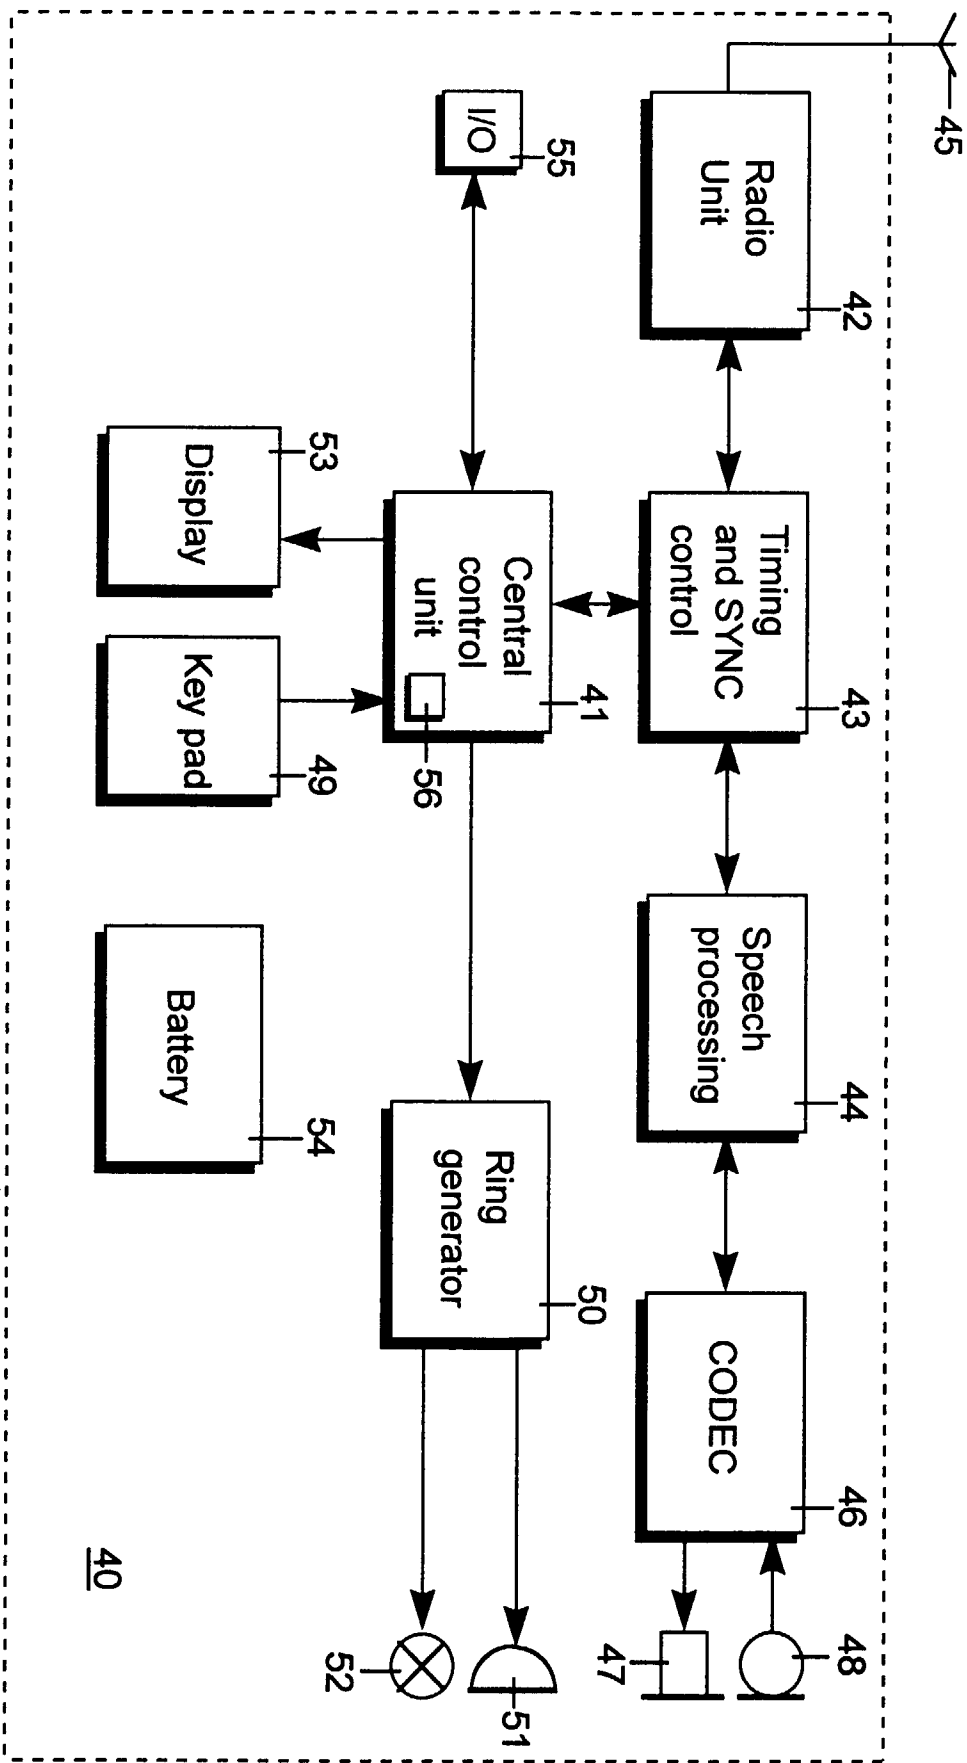 45
42
Radio
Unit
43
Timing
and SYNC
control
44
Speech
processing
46
CODEC
48
47
55
I/O
41
Central
control
unit
56
50
Ring
generator
51
52
53
Display
49
Key pad
54
Battery
40